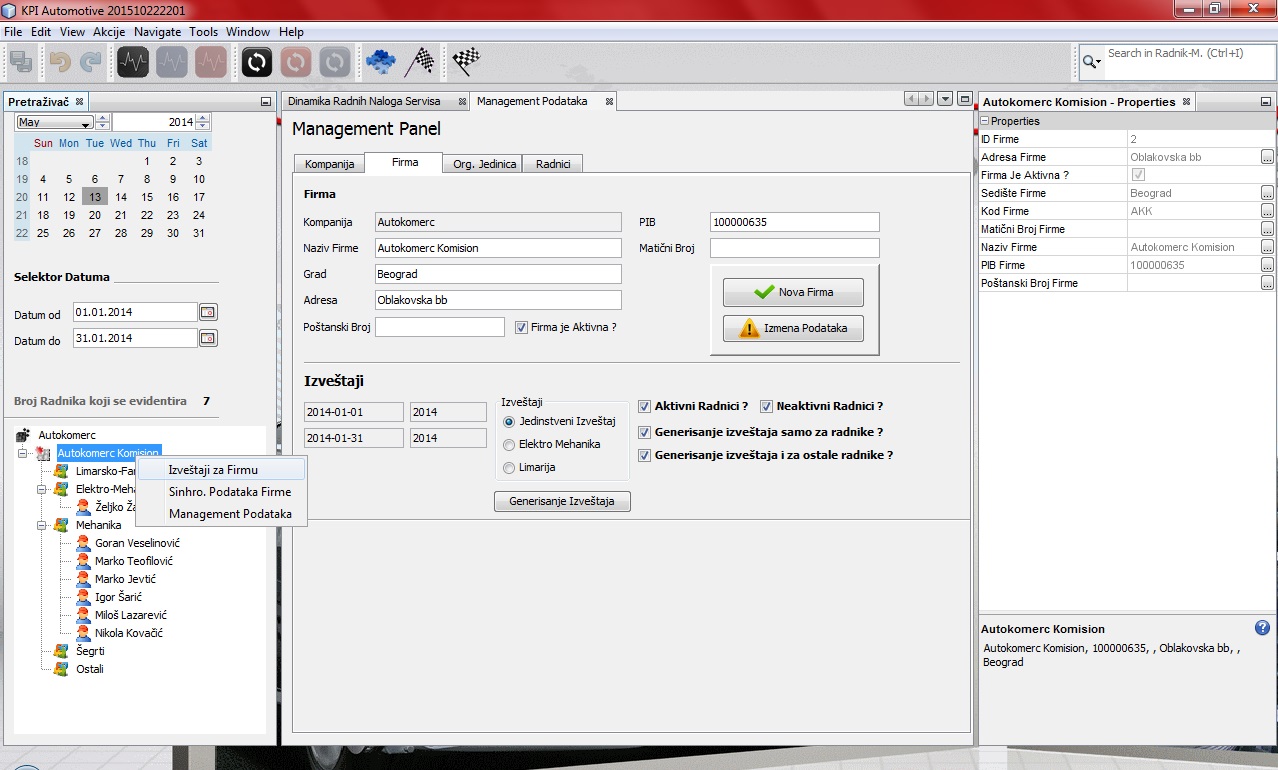 KPI Automotive 201510222201
File Edit View Akcije Navigate Tools Window Help
Search in Radnik-M. (Ctrl+I)
Pretraživač
May 2014
Sun Mon Tue Wed Thu Fri Sat
18 1 2 3
19 4 5 6 7 8 9 10
20 11 12 13 14 15 16 17
21 18 19 20 21 22 23 24
22 25 26 27 28 29 30 31
Selektor Datuma
Datum od 01.01.2014
Datum do 31.01.2014
Broj Radnika koji se evidentira 7
Autokomerc
Autokomerc Komision
Limarsko-Far
Elektro-Meha
Željko Ža
Mehanika
Goran Veselinović
Marko Teofilović
Marko Jevtić
Igor Šarić
Miloš Lazarević
Nikola Kovačić
Šegrti
Ostali
Izveštaji za Firmu
Sinhro. Podataka Firme
Management Podataka
Dinamika Radnih Naloga Servisa Management Podataka
Management Panel
Kompanija Firma Org. Jedinica Radnici
Firma
Kompanija Autokomerc PIB 100000635
Naziv Firme Autokomerc Komision Matični Broj
Grad Beograd
Adresa Oblakovska bb
Poštanski Broj Firma je Aktivna ?
Nova Firma
Izmena Podataka
Izveštaji
2014-01-01 2014
2014-01-31 2014
Izveštaji
Jedinstveni Izveštaj
Elektro Mehanika
Limarija
Aktivni Radnici ? Neaktivni Radnici ?
Generisanje izveštaja samo za radnike ?
Generisanje izveštaja i za ostale radnike ?
Generisanje Izveštaja
Autokomerc Komision - Properties
Properties
ID Firme 2
Adresa Firme Oblakovska bb
Firma Je Aktivna ?
Sedište Firme Beograd
Kod Firme AKK
Matični Broj Firme
Naziv Firme Autokomerc Komision
PIB Firme 100000635
Poštanski Broj Firme
Autokomerc Komision
Autokomerc Komision, 100000635, , Oblakovska bb, ,
Beograd